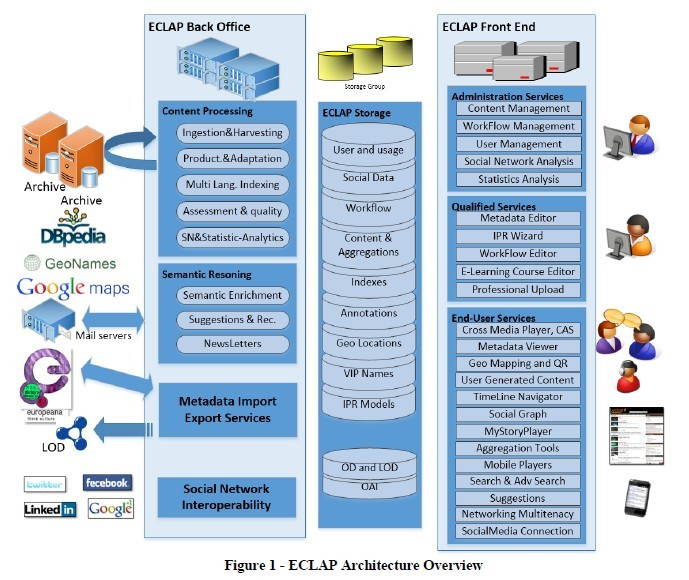 ECLAP Back Office
Content Processing
Ingestion&Harvesting
Product.&Adaptation
Multi Lang. Indexing
Assessment & quality
SN&Statistic-Analytics
Semantic Resoning
Semantic Enrichment
Suggestions & Rec.
NewsLetters
Metadata Import
Export Services
Social Network
Interoperability
Archive
Archive
DBpedia
GeoNames
Google maps
Mail servers
europeana
think culture
LOD
twitter
facebook
Linked in
Google
Storage Group
ECLAP Storage
User and usage
Social Data
Workflow
Content &
Aggregations
Indexes
Annotations
Geo Locations
VIP Names
IPR Models
OD and LOD
OAI
ECLAP Front End
Administration Services
Content Management
WorkFlow Management
User Management
Social Network Analysis
Statistics Analysis
Qualified Services
Metadata Editor
IPR Wizard
WorkFlow Editor
E-Learning Course Editor
Professional Upload
End-User Services
Cross Media Player, CAS
Metadata Viewer
Geo Mapping and QR
User Generated Content
TimeLine Navigator
Social Graph
MyStoryPlayer
Aggregation Tools
Mobile Players
Search & Adv Search
Suggestions
Networking Multitenacy
SocialMedia Connection
Figure 1 - ECLAP Architecture Overview